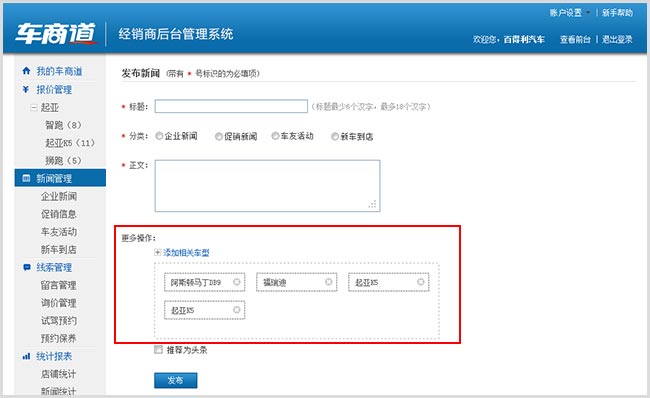 账户设置 | 新手帮助
车商道 | 经销商后台管理系统
欢迎您，百得利汽车 查看前台 | 退出登录
我的车商道
报价管理
起亚
智跑（8）
起亚K5（11）
狮跑（5）
新闻管理
企业新闻
促销信息
车友活动
新车到店
线索管理
留言管理
询价管理
试驾预约
预约保养
统计报表
店铺统计
新闻统计
发布新闻 （带有 * 号标识的为必填项）
* 标题： （标题最少6个汉字，最多18个汉字）
* 分类： 企业新闻 促销新闻 车友活动 新车到店
* 正文：
更多操作：
添加相关车型
阿斯顿马丁DB9 福瑞迪 起亚K5
起亚K5
推荐为头条
发布